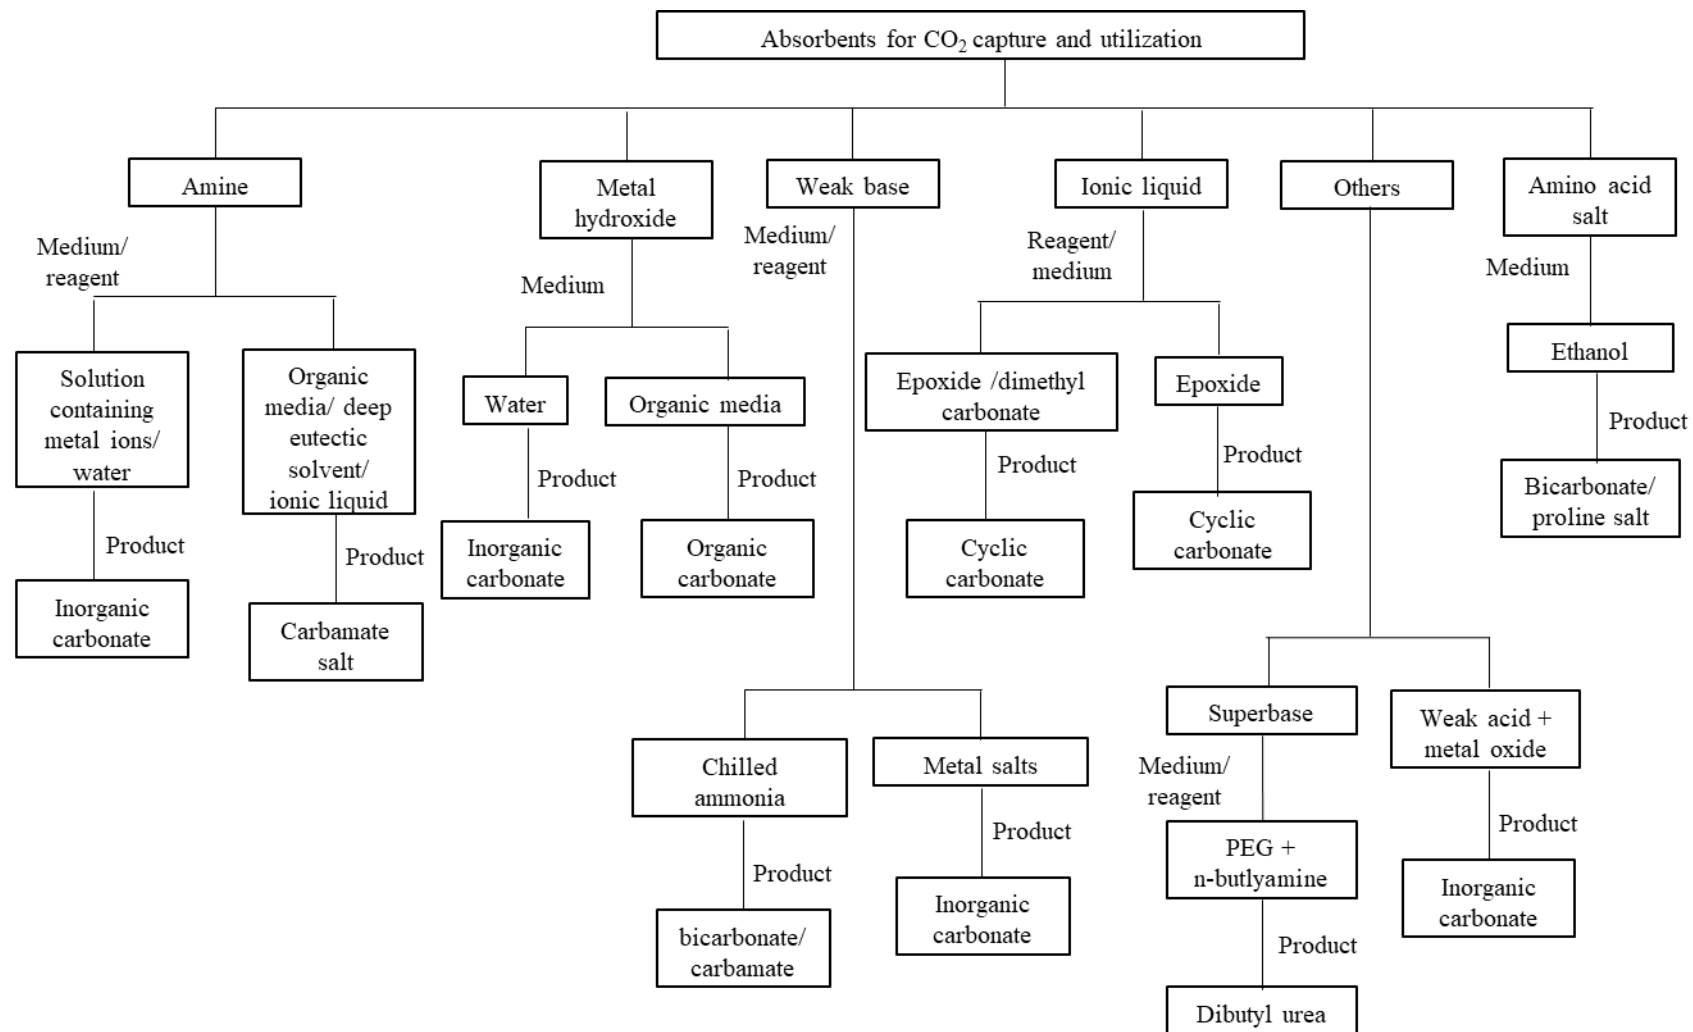 Absorbents for CO₂ capture and utilization
Amine
Metal
hydroxide
Weak base
Ionic liquid
Others
Amino acid
salt
Medium/
reagent
Medium
Medium/
reagent
Reagent/
medium
Medium
Solution
containing
metal ions/
water
Organic
media/ deep
eutectic
solvent/
ionic liquid
Water
Organic media
Epoxide /dimethyl
carbonate
Epoxide
Ethanol
Product
Product
Product
Product
Product
Product
Product
Inorganic
carbonate
Carbamate
salt
Inorganic
carbonate
Organic
carbonate
Cyclic
carbonate
Cyclic
carbonate
Bicarbonate/
proline salt
Chilled
ammonia
Metal salts
Superbase
Weak acid +
metal oxide
Product
Product
Medium/
reagent
Product
bicarbonate/
carbamate
Inorganic
carbonate
PEG +
n-butlyamine
Inorganic
carbonate
Product
Dibutyl urea